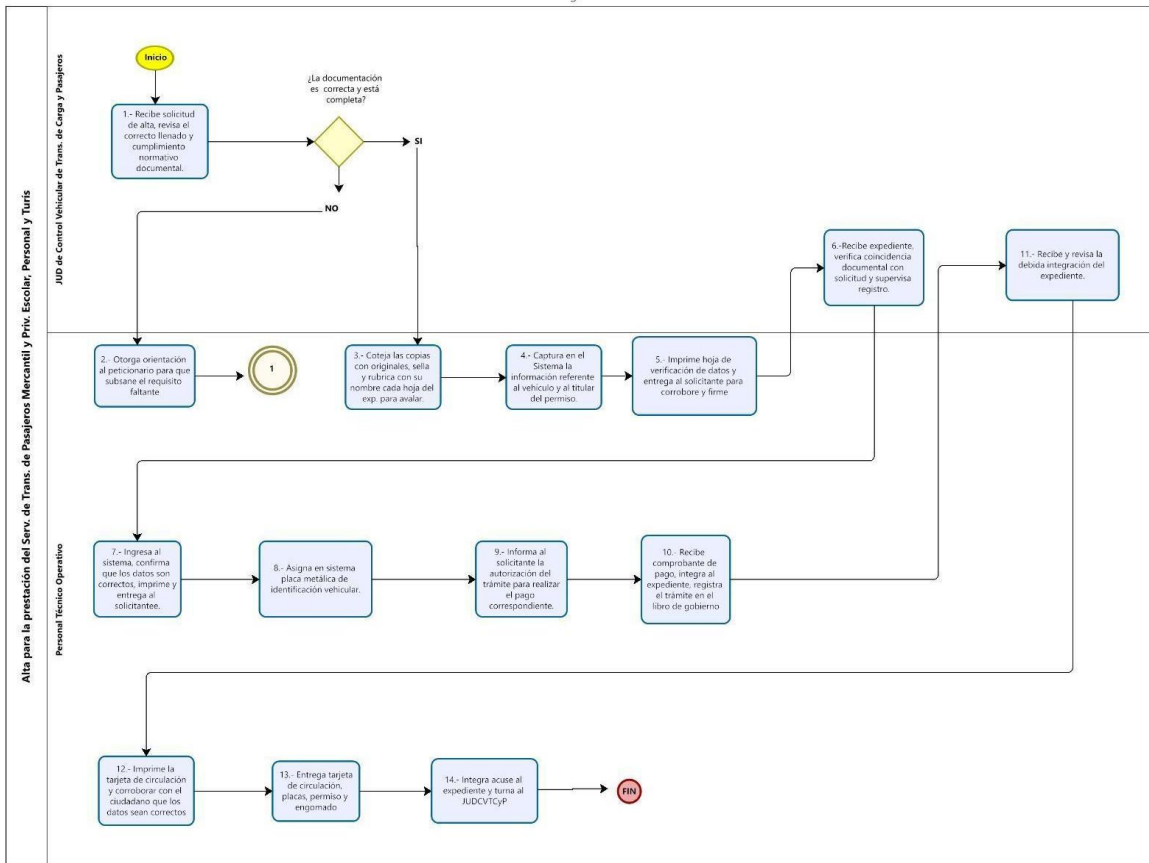 Alta para la prestación del Serv. de Trans. de Pasajeros Mercantil y Priv. Escolar, Personal y Turis
JUD de Control Vehicular de Trans. de Carga y Pasajeros
Inicio
¿La documentación
es correcta y está
completa?
1.- Recibe solicitud
de alta, revisa el
correcto llenado y
cumplimiento
normativo
documental.
SI
NO
6.-Recibe expediente,
verifica coincidencia
documental con
solicitud y supervisa
registro.
11.- Recibe y revisa la
debida integración del
expediente.
Personal Técnico Operativo
2.- Otorga orientación
al peticionario para que
subsane el requisito
faltante
1
3.- Coteja las copias
con originales, sella
y rubrica con su
nombre cada hoja del
exp. para avalar.
4.- Captura en el
Sistema la
información referente
al vehículo y al titular
del permiso.
5.- Imprime hoja de
verificación de datos y
entrega al solicitante para
corrobore y firme
7.- Ingresa al
sistema, confirma
que los datos son
correctos, imprime y
entrega al
solicitantee.
8.- Asigna en sistema
placa metálica de
identificación vehicular.
9.- Informa al
solicitante la
autorización del
trámite para realizar
el pago
correspondiente.
10.- Recibe
comprobante de
pago, integra al
expediente, registra
el trámite en el
libro de gobierno
12.- Imprime la
tarjeta de circulación
y corroborar con el
ciudadano que los
datos sean correctos
13.- Entrega tarjeta
de circulación,
placas, permiso y
engomado
14.- Integra acuse al
expediente y turna al
JUDCVTCyP
FIN